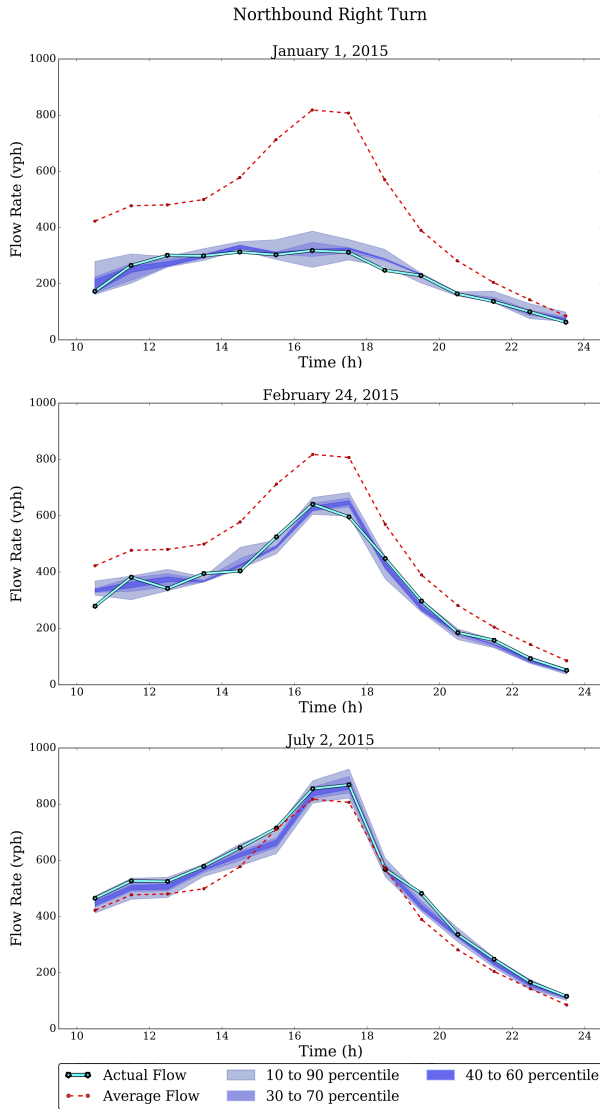 Northbound Right Turn
January 1, 2015
1000
800
600
400
200
0
Flow Rate (vph)
10 12 14 16 18 20 22 24
Time (h)
February 24, 2015
1000
800
600
400
200
0
Flow Rate (vph)
10 12 14 16 18 20 22 24
Time (h)
July 2, 2015
1000
800
600
400
200
0
Flow Rate (vph)
10 12 14 16 18 20 22 24
Time (h)
Actual Flow 10 to 90 percentile 40 to 60 percentile
Average Flow 30 to 70 percentile